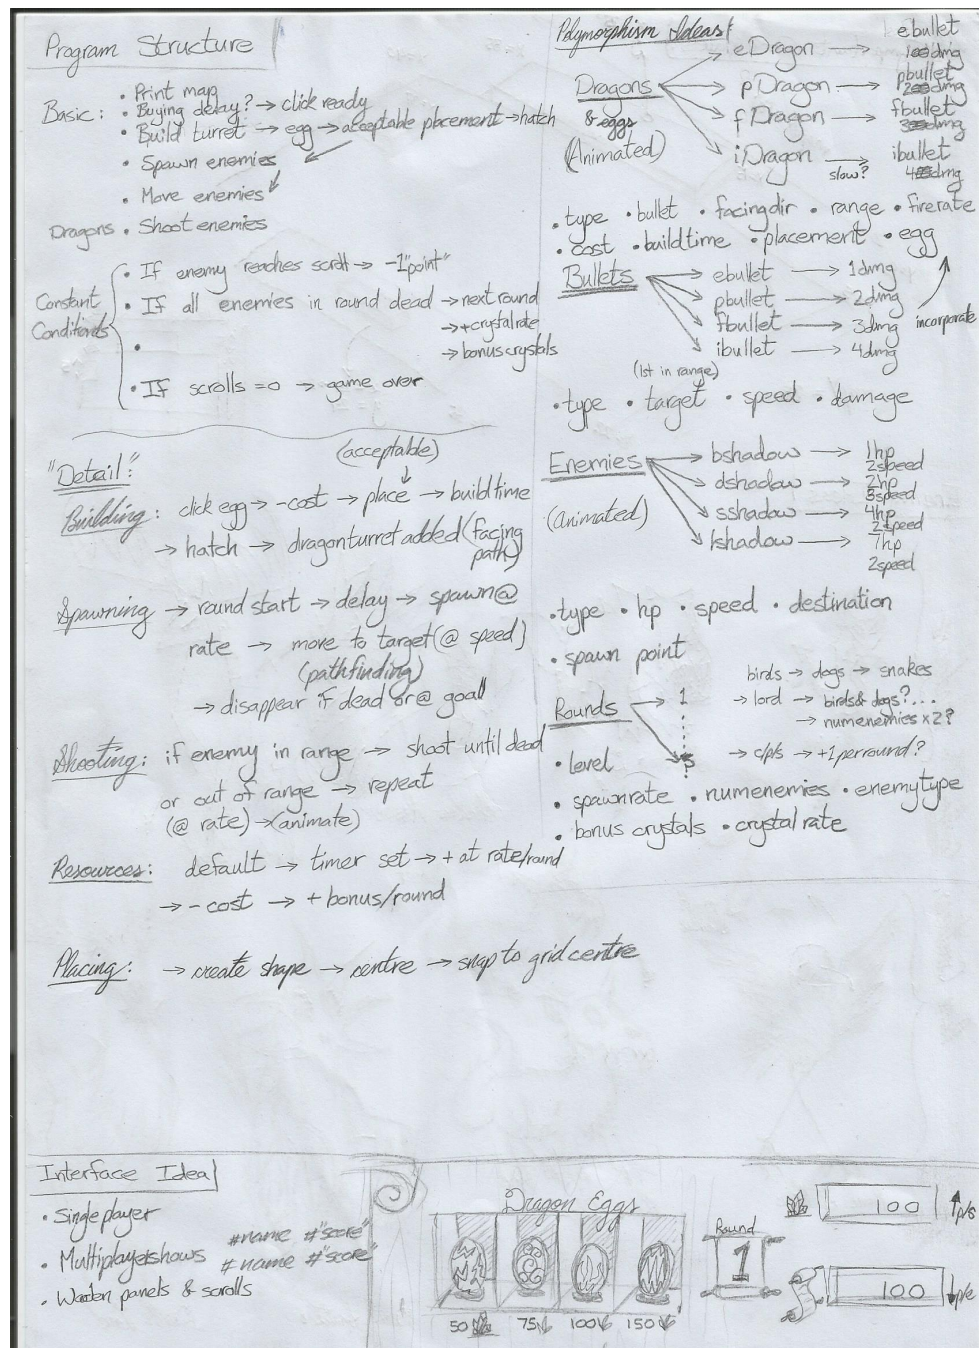 Program Structure
Basic:
• Print map
• Buying delay? → click ready
• Build turret → egg → acceptable placement → hatch
• Spawn enemies
• Move enemies
Dragons • Shoot enemies
Constant Conditions
• If enemy reaches scroll → -1 "point"
• If all enemies in round dead → next round
→ + crystal rate
→ bonus crystals
•
• If scrolls = 0 → game over
"Detail":
(acceptable)
Building: click egg → - cost → place → build time
→ hatch → dragon turret added (facing path)
Spawning → round start → delay → spawn @
rate → move to target (@ speed)
(pathfinding)
→ disappear if dead or @ goal
Shooting: if enemy in range → shoot until dead
or out of range → repeat
(@ rate) → (animate)
Resources: default → timer set → + at rate/round
→ - cost → + bonus/round
Placing: → create shape → centre → snap to grid centre
Polymorphism Ideas
Dragons & eggs
(Animated)
eDragon → ebullet
dmg
pDragon → pbullet
dmg
fDragon → fbullet
dmg
iDragon → ibullet
slow?
dmg
• type • bullet • facingdir • range • firerate
• cost • buildtime • placement • egg
Bullets
ebullet → 1dmg
pbullet → 2dmg
fbullet → 3dmg
ibullet → 4dmg
incorporate
(1st in range)
• type • target • speed • damage
Enemies
(Animated)
bshadow → 1hp
2speed
dshadow → 2hp
3speed
sshadow → 4hp
2speed
lshadow → 7hp
2speed
• type • hp • speed • destination
• spawn point
Rounds → 1
birds → dogs → snakes
→ lord → birds & dogs?...
→ numenemies x2?
→ c/p/s → +1 per round?
• level
• spawnrate • numenemies • enemytype
• bonus crystals • crystal rate
Interface Idea
• Single player
• Multiplayer shows #name #"score"
#name #"score"
• Wooden panels & scrolls
Dragon Eggs
50 75 100 150
Round
1
100 p/s
100 p/e